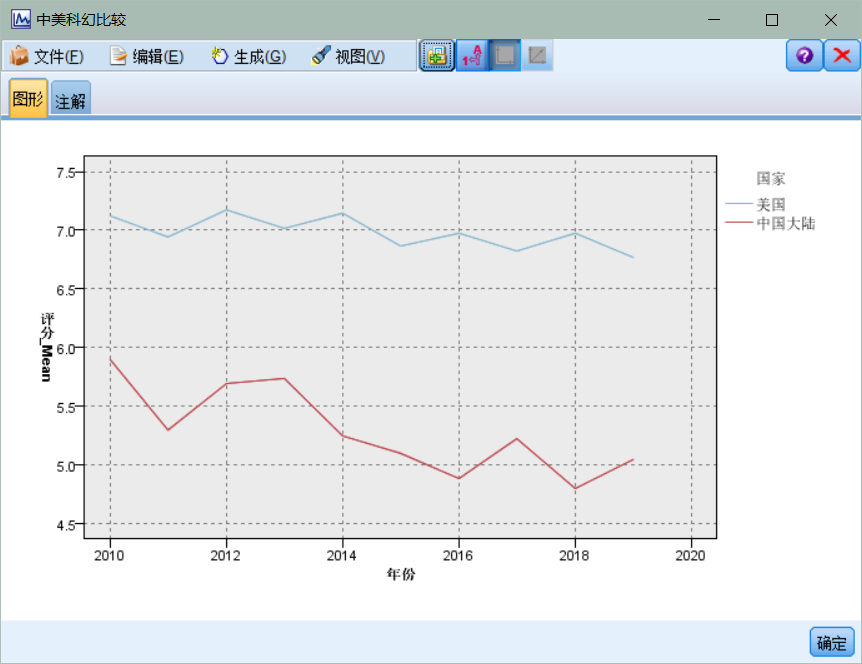 中美科幻比较
文件(F) 编辑(E) 生成(G) 视图(V)
图形 注解
7.5
7.0
6.5
6.0
5.5
5.0
4.5
评分_Mean
2010 2012 2014 2016 2018 2020
年份
国家
美国
中国大陆
确定